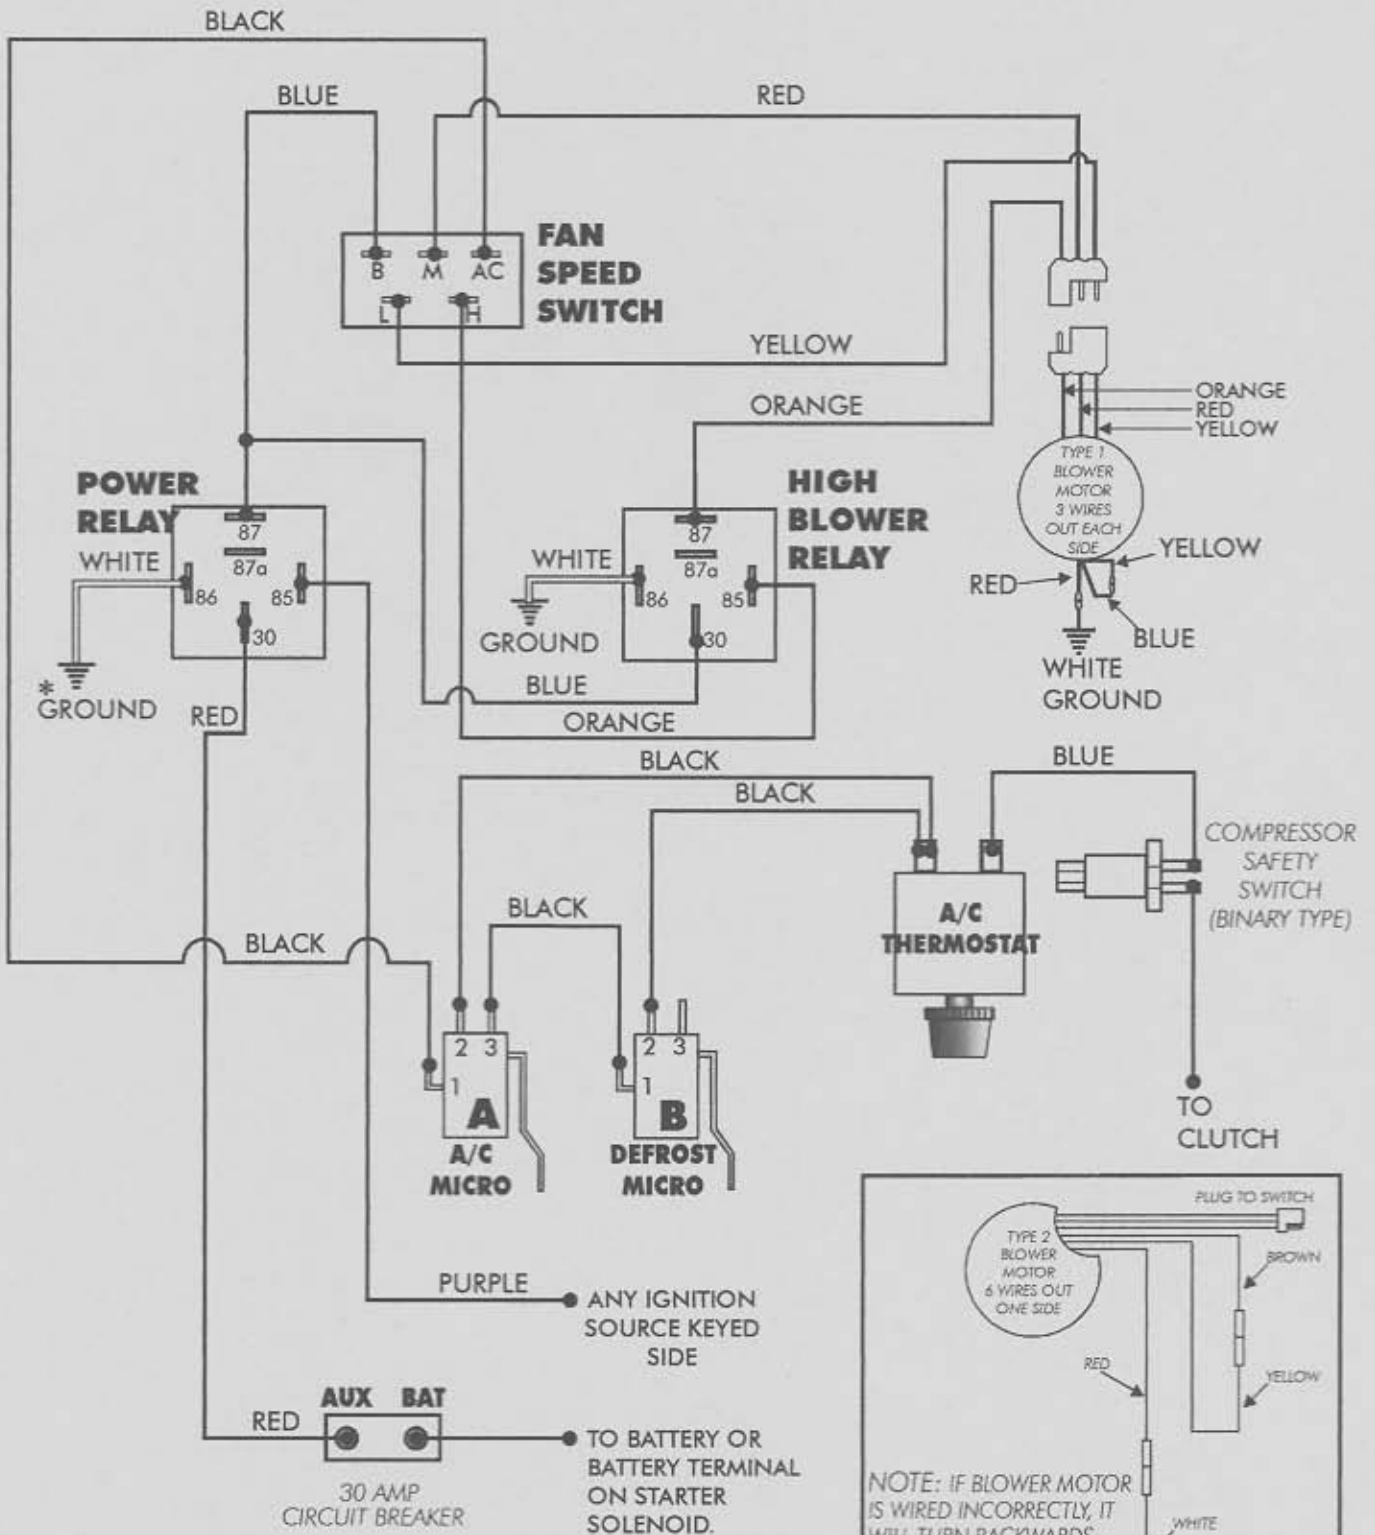 BLACK
BLUE
RED
FAN
SPEED
SWITCH
B
M
AC
L
H
YELLOW
ORANGE
ORANGE
RED
YELLOW
TYPE 1
BLOWER
MOTOR
3 WIRES
OUT EACH
SIDE
YELLOW
RED
BLUE
WHITE
GROUND
POWER
RELAY
WHITE
87
87a
86
85
30
*
GROUND
RED
HIGH
BLOWER
RELAY
WHITE
87
87a
86
85
30
GROUND
BLUE
ORANGE
BLACK
BLACK
BLUE
COMPRESSOR
SAFETY
SWITCH
(BINARY TYPE)
A/C
THERMOSTAT
BLACK
BLACK
2 3
1
A
A/C
MICRO
2 3
1
B
DEFROST
MICRO
TO
CLUTCH
PURPLE
ANY IGNITION
SOURCE KEYED
SIDE
AUX BAT
RED
30 AMP
CIRCUIT BREAKER
TO BATTERY OR
BATTERY TERMINAL
ON STARTER
SOLENOID.
PLUG TO SWITCH
TYPE 2
BLOWER
MOTOR
6 WIRES OUT
ONE SIDE
BROWN
RED
YELLOW
NOTE: IF BLOWER MOTOR
IS WIRED INCORRECTLY, IT
WILL TURN BACKWARDS
WHITE